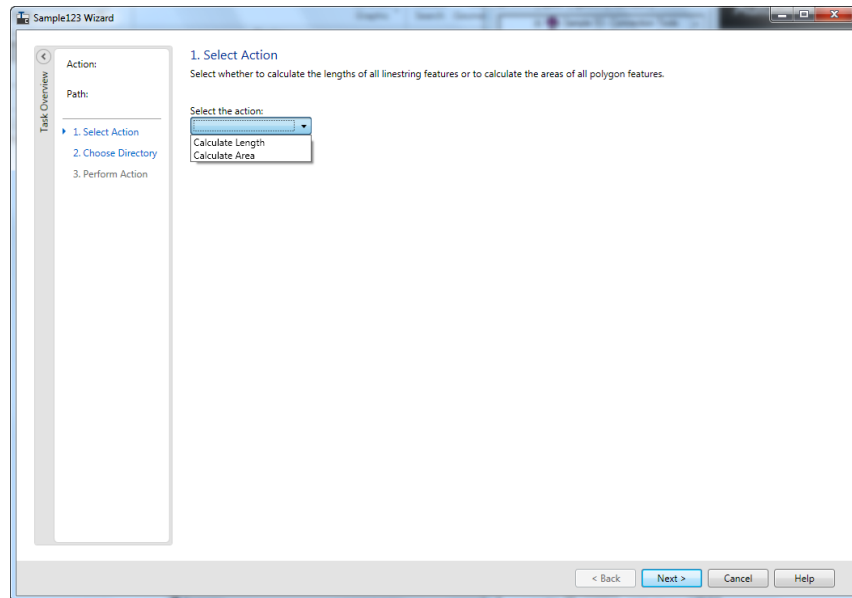 Sample123 Wizard
Task Overview
Action:
Path:
1. Select Action
2. Choose Directory
3. Perform Action
1. Select Action
Select whether to calculate the lengths of all linestring features or to calculate the areas of all polygon features.
Select the action:
Calculate Length
Calculate Area
< Back
Next >
Cancel
Help